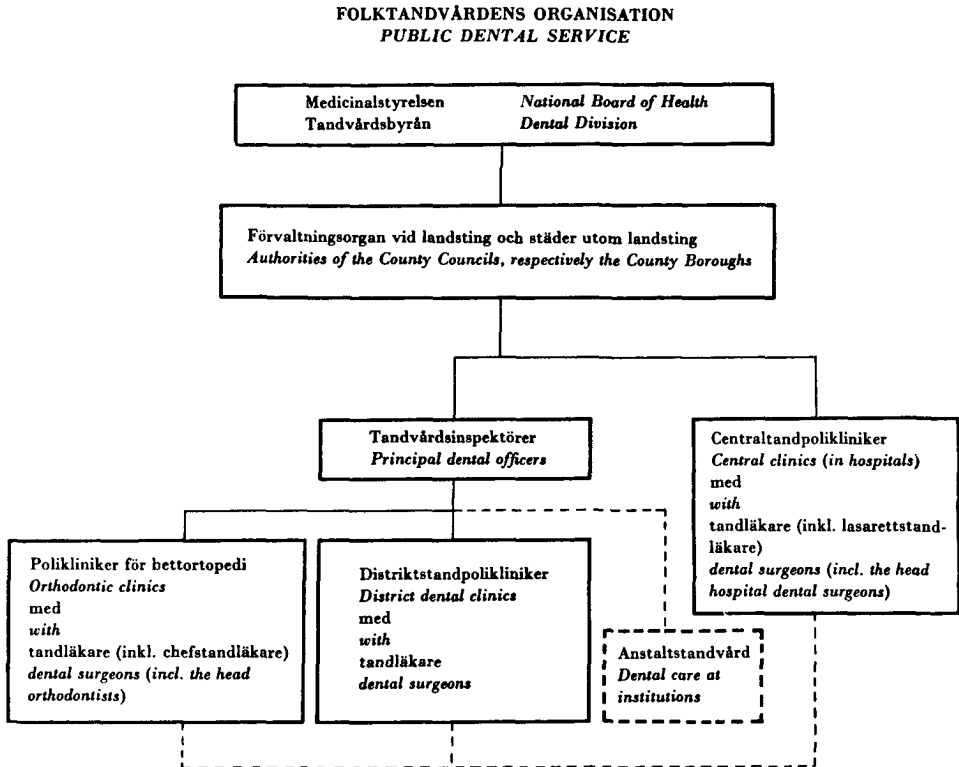 FOLKTANDVÅRDENS ORGANISATION
PUBLIC DENTAL SERVICE
Medicinalstyrelsen National Board of Health
Tandvårdsbyrån Dental Division
Förvaltningsorgan vid landsting och städer utom landsting
Authorities of the County Councils, respectively the County Boroughs
Tandvårdsinspektörer
Principal dental officers
Centraltandpolikliniker
Central clinics (in hospitals)
med
with
tandläkare (inkl. lasarettstand-
läkare)
dental surgeons (incl. the head
hospital dental surgeons)
Polikliniker för bettortopedi
Orthodontic clinics
med
with
tandläkare (inkl. chefstandläkare)
dental surgeons (incl. the head
orthodontists)
Distriktstandpolikliniker
District dental clinics
med
with
tandläkare
dental surgeons
Anstaltstandvård
Dental care at
institutions